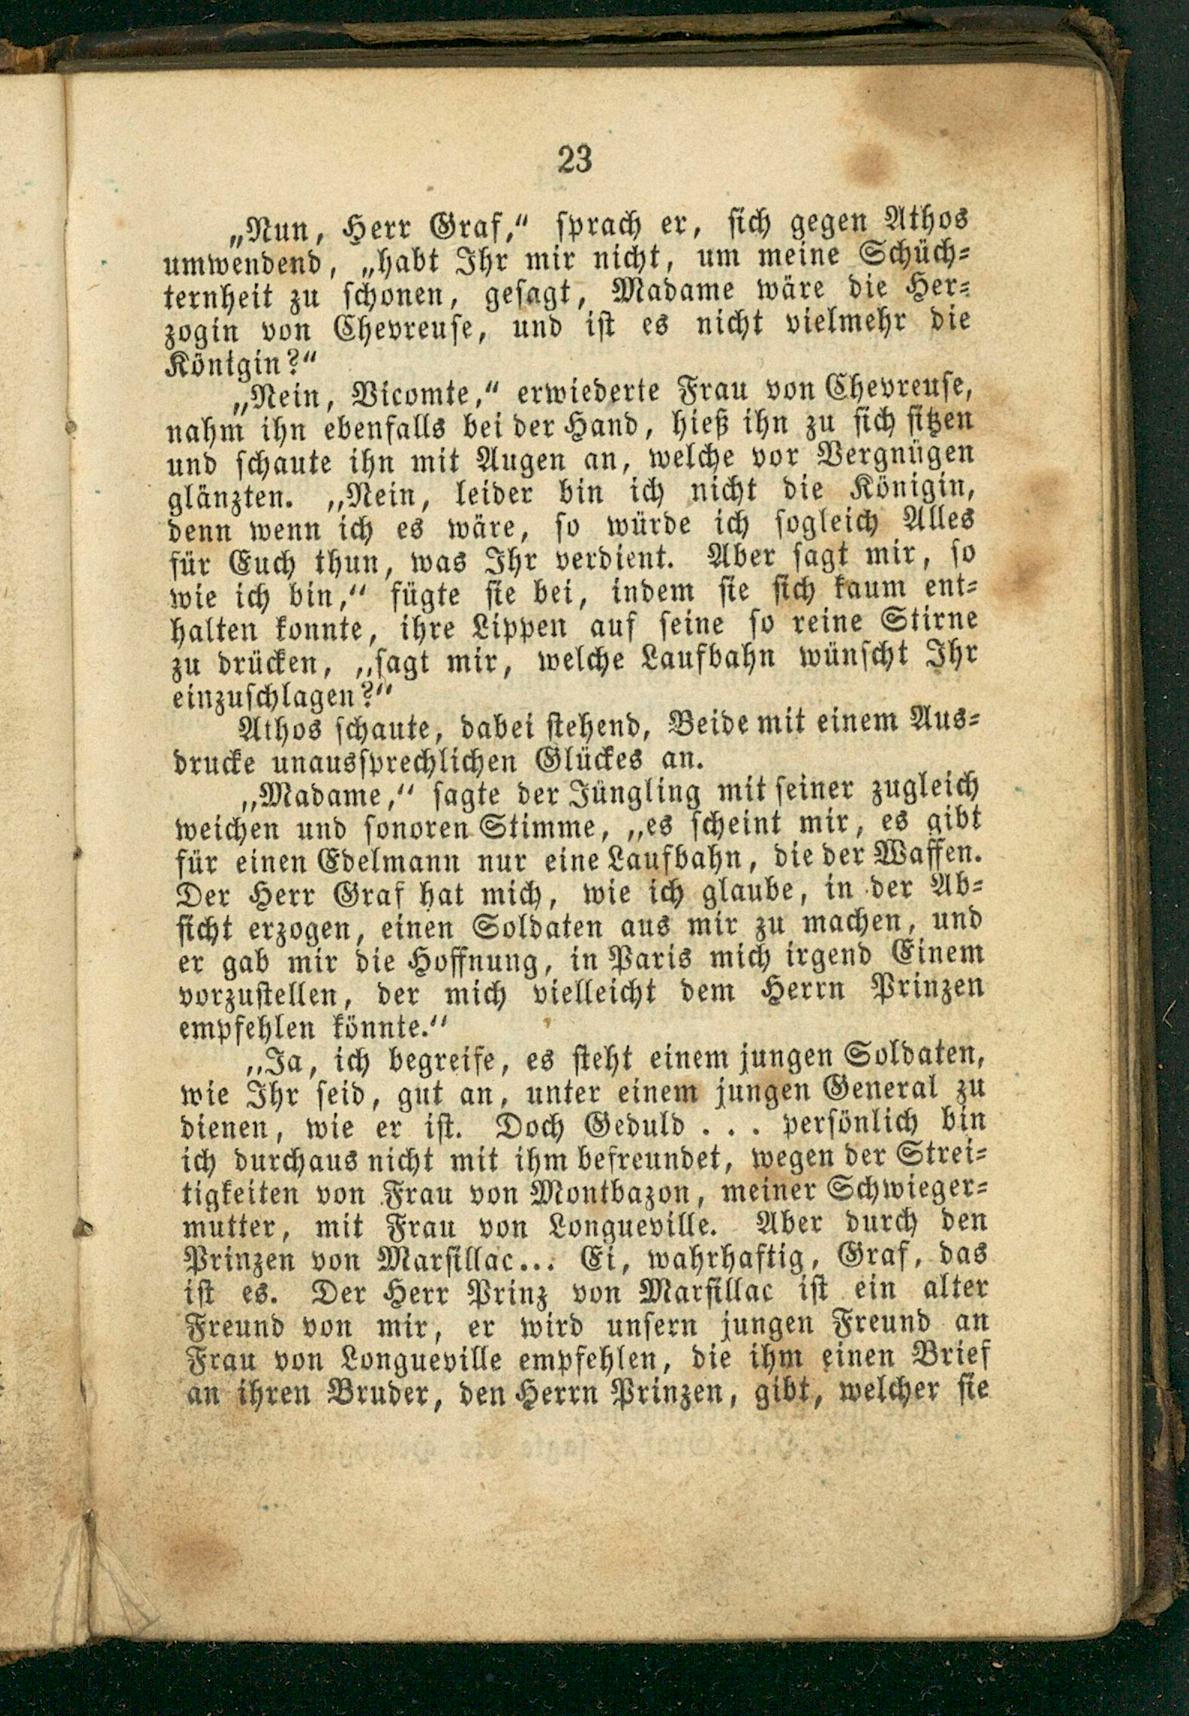 23
„Nun, Herr Graf,“ sprach er, sich gegen Athos
umwendend, „habt Ihr mir nicht, um meine Schüch-
ternheit zu schonen, gesagt, Madame wäre die Her-
zogin von Chevreuse, und ist es nicht vielmehr die
Königin?“
„Nein, Vicomte,“ erwiederte Frau von Chevreuse,
nahm ihn ebenfalls bei der Hand, hieß ihn zu sich sitzen
und schaute ihn mit Augen an, welche vor Vergnügen
glänzten. „Nein, leider bin ich nicht die Königin,
denn wenn ich es wäre, so würde ich sogleich Alles
für Euch thun, was Ihr verdient. Aber sagt mir, so
wie ich bin,“ fügte sie bei, indem sie sich kaum ent-
halten konnte, ihre Lippen auf seine so reine Stirne
zu drücken, „sagt mir, welche Laufbahn wünscht Ihr
einzuschlagen?“
Athos schaute, dabei stehend, Beide mit einem Aus-
drucke unaussprechlichen Glückes an.
„Madame,“ sagte der Jüngling mit seiner zugleich
weichen und sonoren Stimme, „es scheint mir, es gibt
für einen Edelmann nur eine Laufbahn, die der Waffen.
Der Herr Graf hat mich, wie ich glaube, in der Ab-
sicht erzogen, einen Soldaten aus mir zu machen, und
er gab mir die Hoffnung, in Paris mich irgend Einem
vorzustellen, der mich vielleicht dem Herrn Prinzen
empfehlen könnte.“
„Ja, ich begreife, es steht einem jungen Soldaten,
wie Ihr seid, gut an, unter einem jungen General zu
dienen, wie er ist. Doch Geduld . . . persönlich bin
ich durchaus nicht mit ihm befreundet, wegen der Strei-
tigkeiten von Frau von Montbazon, meiner Schwieger-
mutter, mit Frau von Longueville. Aber durch den
Prinzen von Marsillac... Ei, wahrhaftig, Graf, das
ist es. Der Herr Prinz von Marsillac ist ein alter
Freund von mir, er wird unsern jungen Freund an
Frau von Longueville empfehlen, die ihm einen Brief
an ihren Bruder, den Herrn Prinzen, gibt, welcher sie